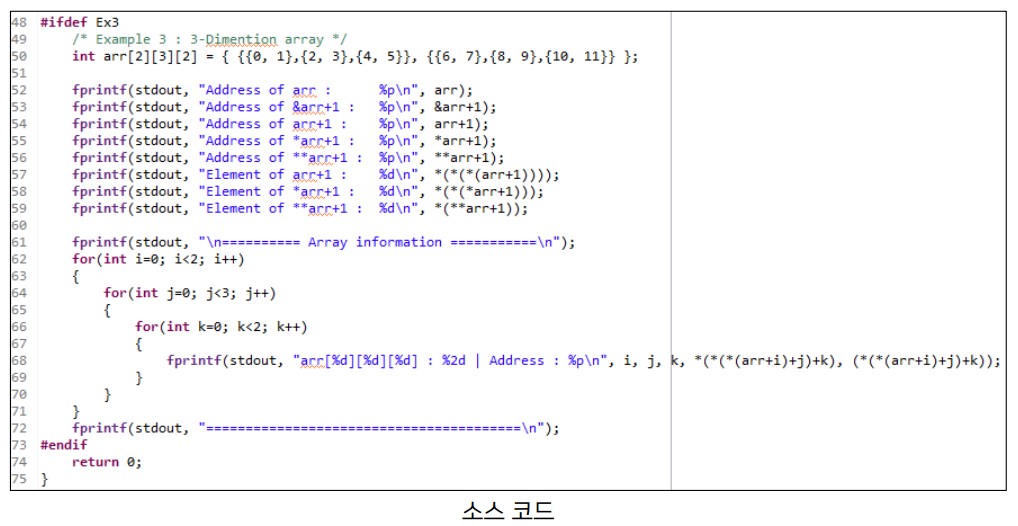 48 #ifdef Ex3
49     /* Example 3 : 3-Dimention array */
50     int arr[2][3][2] = { {{0, 1},{2, 3},{4, 5}}, {{6, 7},{8, 9},{10, 11}} };
51
52     fprintf(stdout, "Address of arr :      %p\n", arr);
53     fprintf(stdout, "Address of &arr+1 :   %p\n", &arr+1);
54     fprintf(stdout, "Address of arr+1 :    %p\n", arr+1);
55     fprintf(stdout, "Address of *arr+1 :   %p\n", *arr+1);
56     fprintf(stdout, "Address of **arr+1 :  %p\n", **arr+1);
57     fprintf(stdout, "Element of arr+1 :    %d\n", *(*(*(arr+1))));
58     fprintf(stdout, "Element of *arr+1 :   %d\n", *(*(*arr+1)));
59     fprintf(stdout, "Element of **arr+1 :  %d\n", *(**arr+1));
60
61     fprintf(stdout, "\n========== Array information ===========\n");
62     for(int i=0; i<2; i++)
63     {
64         for(int j=0; j<3; j++)
65         {
66             for(int k=0; k<2; k++)
67             {
68                 fprintf(stdout, "arr[%d][%d][%d] : %2d | Address : %p\n", i, j, k, *(*(*(arr+i)+j)+k), (*(*(arr+i)+j)+k));
69             }
70         }
71     }
72     fprintf(stdout, "========================================\n");
73 #endif
74     return 0;
75 }
소스 코드